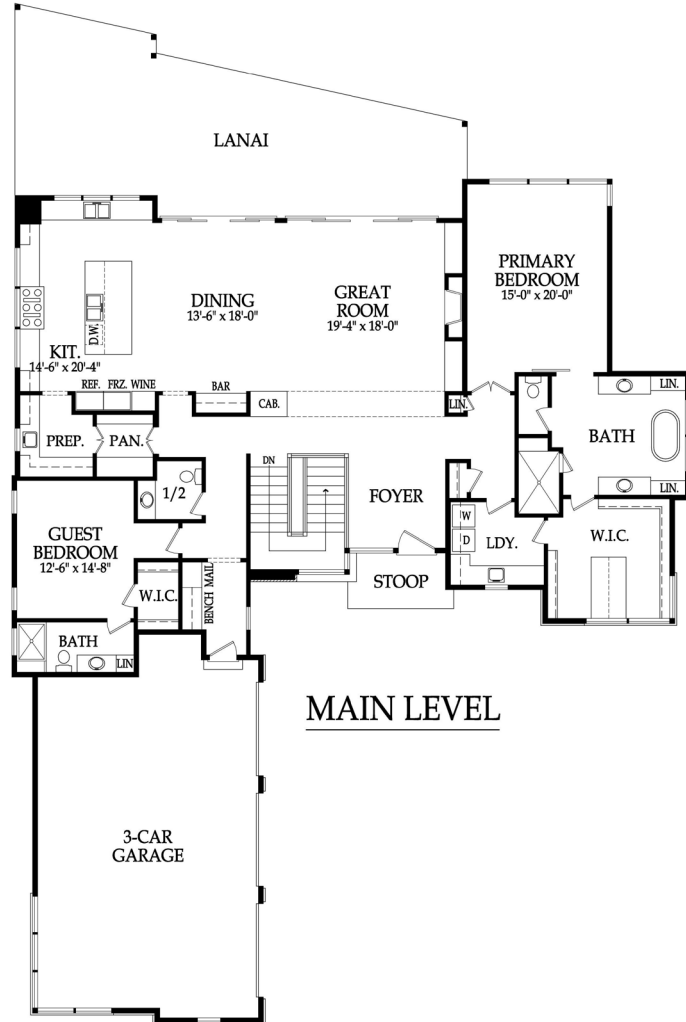 LANAI
PRIMARY
BEDROOM
15'-0" x 20'-0"
DINING
13'-6" x 18'-0"
GREAT
ROOM
19'-4" x 18'-0"
D.W.
KIT.
14'-6" x 20'-4"
REF. FRZ. WINE
BAR
CAB.
LIN.
LIN.
PREP.
PAN.
BATH
DN
1/2
FOYER
LIN.
W
D
LDY.
W.I.C.
GUEST
BEDROOM
12'-6" x 14'-8"
W.I.C.
BENCH MAIL
STOOP
BATH
LIN
MAIN LEVEL
3-CAR
GARAGE